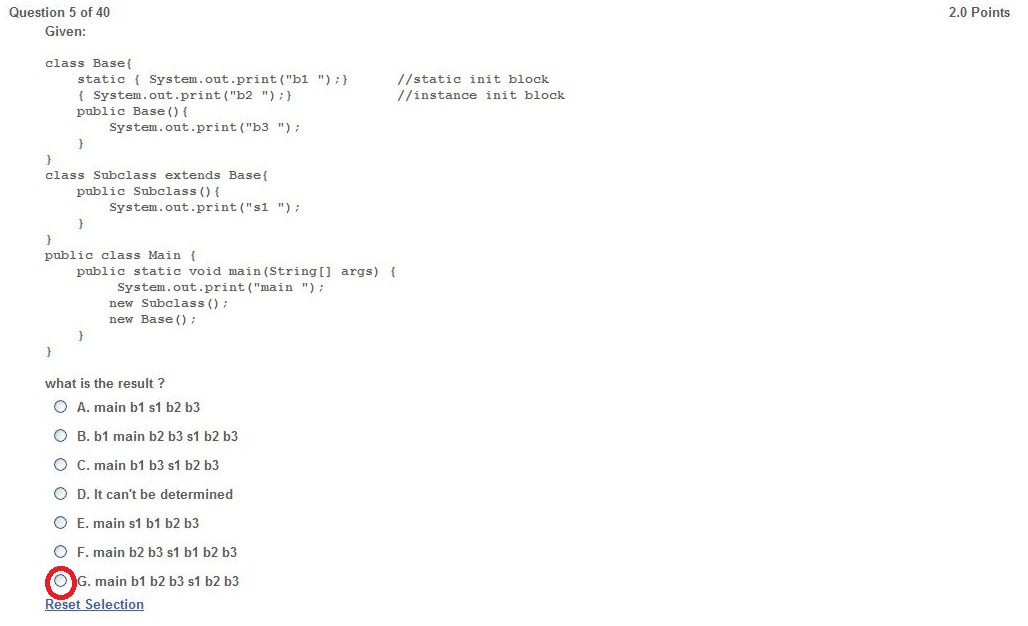 Question 5 of 40
2.0 Points
Given:
class Base{
static { System.out.print("b1 ");} //static init block
{ System.out.print("b2 ");} //instance init block
public Base(){
System.out.print("b3 ");
}
}
class Subclass extends Base{
public Subclass(){
System.out.print("s1 ");
}
}
public class Main {
public static void main(String[] args) {
System.out.print("main ");
new Subclass();
new Base();
}
}
what is the result ?
A. main b1 s1 b2 b3
B. b1 main b2 b3 s1 b2 b3
C. main b1 b3 s1 b2 b3
D. It can't be determined
E. main s1 b1 b2 b3
F. main b2 b3 s1 b1 b2 b3
G. main b1 b2 b3 s1 b2 b3
Reset Selection